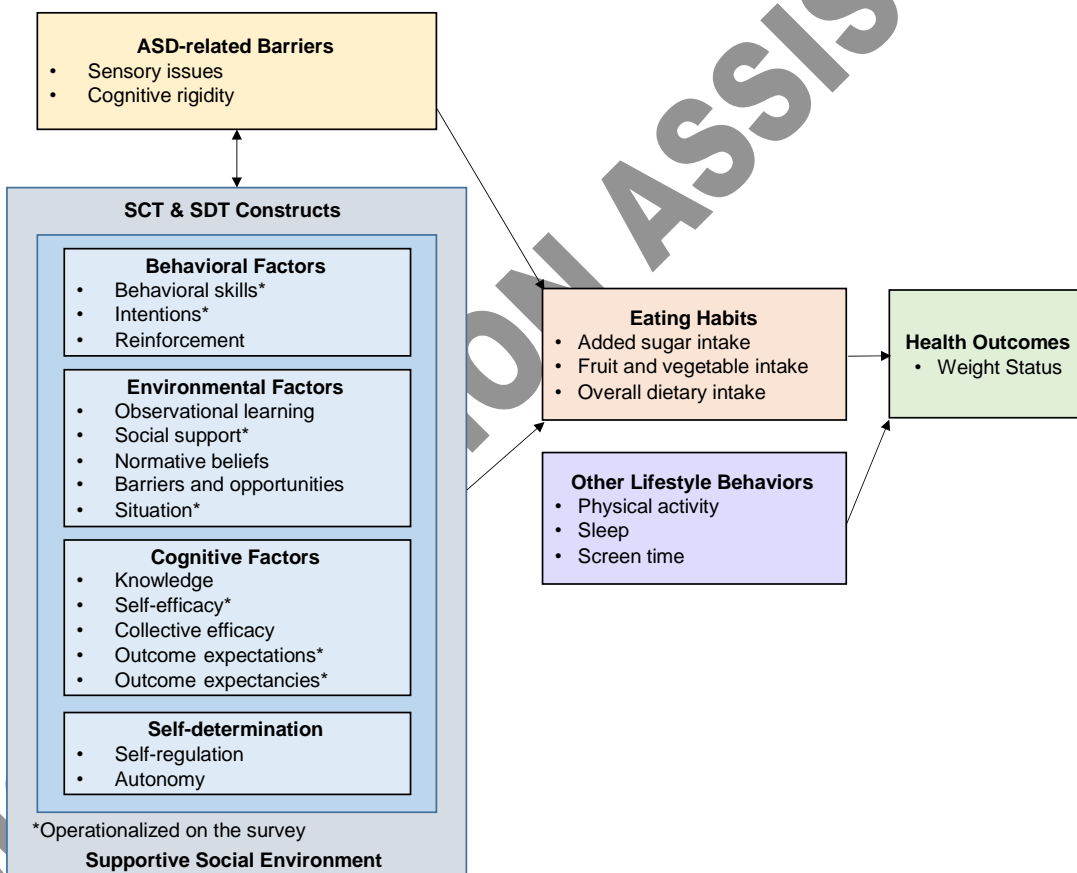 ASD-related Barriers
• Sensory issues
• Cognitive rigidity
SCT & SDT Constructs
Behavioral Factors
• Behavioral skills*
• Intentions*
• Reinforcement
Environmental Factors
• Observational learning
• Social support*
• Normative beliefs
• Barriers and opportunities
• Situation*
Cognitive Factors
• Knowledge
• Self-efficacy*
• Collective efficacy
• Outcome expectations*
• Outcome expectancies*
Self-determination
• Self-regulation
• Autonomy
*Operationalized on the survey
Supportive Social Environment
Eating Habits
• Added sugar intake
• Fruit and vegetable intake
• Overall dietary intake
Other Lifestyle Behaviors
• Physical activity
• Sleep
• Screen time
Health Outcomes
• Weight Status
ON ASSIS